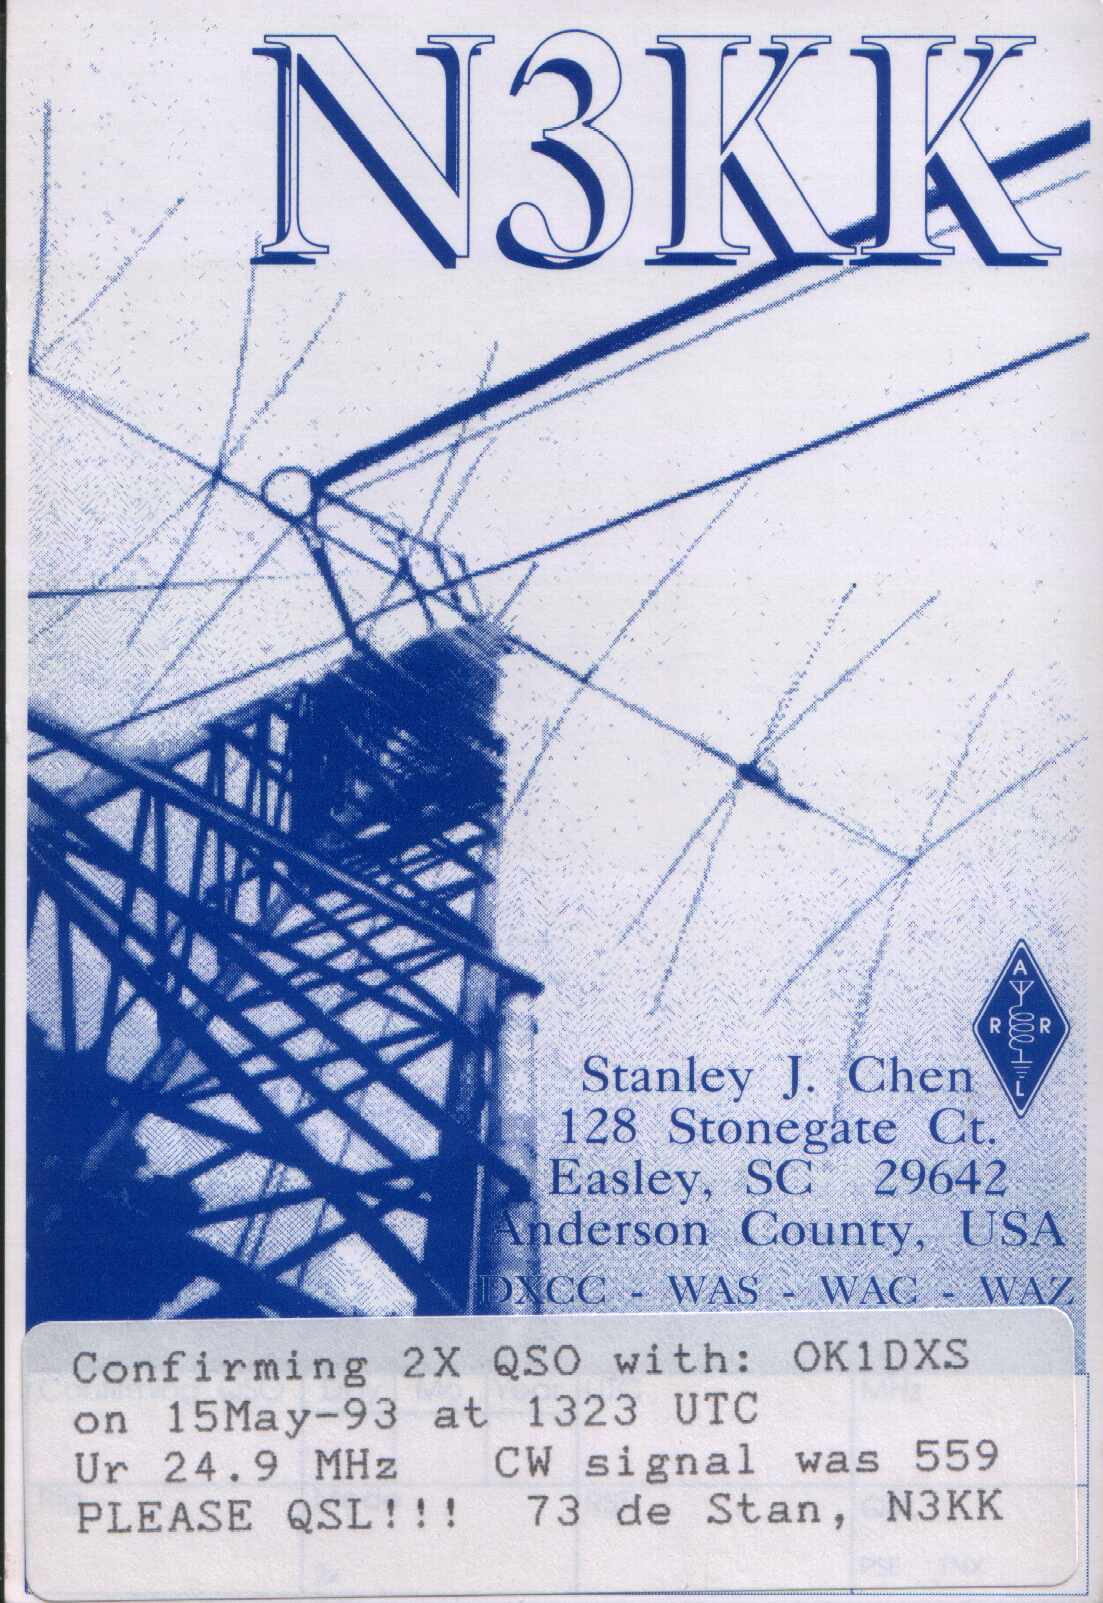 N3KK
A
R R
L
Stanley J. Chen
128 Stonegate Ct.
Easley, SC 29642
Anderson County, USA
DXCC - WAS - WAC - WAZ
Confirming 2X QSO with: OK1DXS
on 15May-93 at 1323 UTC
Ur 24.9 MHz CW signal was 559
PLEASE QSL!!! 73 de Stan, N3KK